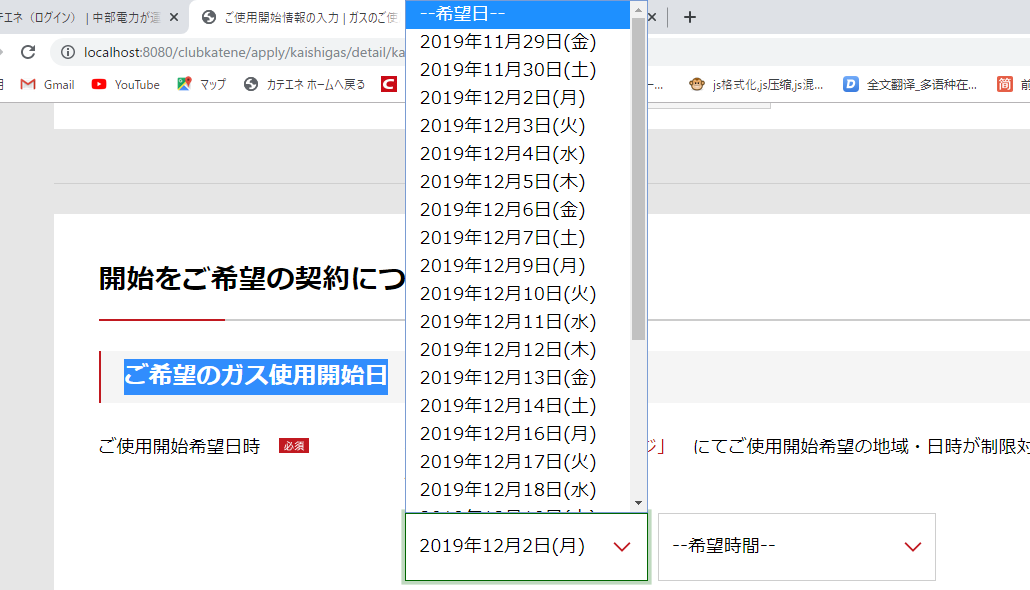 テエネ（ログイン） | 中部電力が運
ご使用開始情報の入力 | ガスのご使
localhost:8080/clubkatene/apply/kaishigas/detail/ka
Gmail
YouTube
マップ
カテエネ ホームへ戻る
js格式化,js压缩,js混...
全文翻译_多语种在...
简
前
--希望日--
2019年11月29日(金)
2019年11月30日(土)
2019年12月2日(月)
2019年12月3日(火)
2019年12月4日(水)
2019年12月5日(木)
2019年12月6日(金)
2019年12月7日(土)
2019年12月9日(月)
2019年12月10日(火)
2019年12月11日(水)
2019年12月12日(木)
2019年12月13日(金)
2019年12月14日(土)
2019年12月16日(月)
2019年12月17日(火)
2019年12月18日(水)
開始をご希望の契約につ
ご希望のガス使用開始日
ご使用開始希望日時 必須
ジ」 にてご使用開始希望の地域・日時が制限対
2019年12月2日(月)
--希望時間--